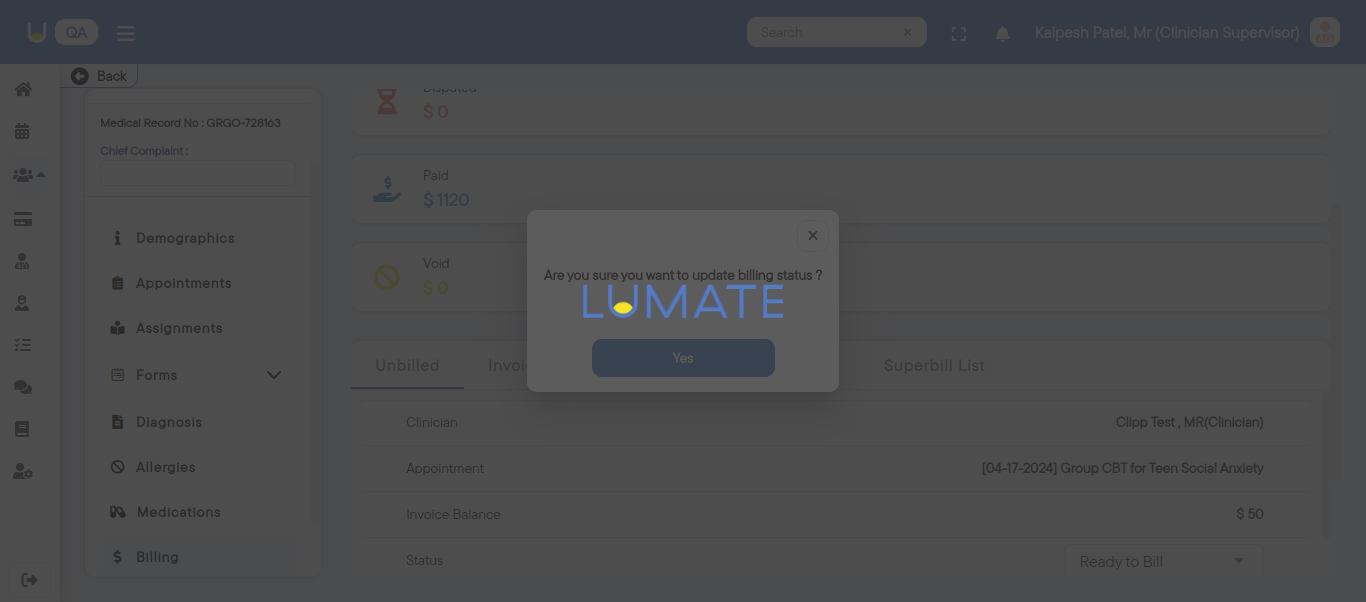 QA
Search
Kalpesh Patel, Mr (Clinician Supervisor)
Back
Medical Record No : GRGO-728163
Chief Complaint :
Demographics
Appointments
Assignments
Forms
Diagnosis
Allergies
Medications
Billing
Disputed
$ 0
Paid
$ 1120
Void
$ 0
Are you sure you want to update billing status ?
LUMATE
Yes
Unbilled
Superbill List
Clinician
Clipp Test , MR(Clinician)
Appointment
[04-17-2024] Group CBT for Teen Social Anxiety
Invoice Balance
$ 50
Status
Ready to Bill